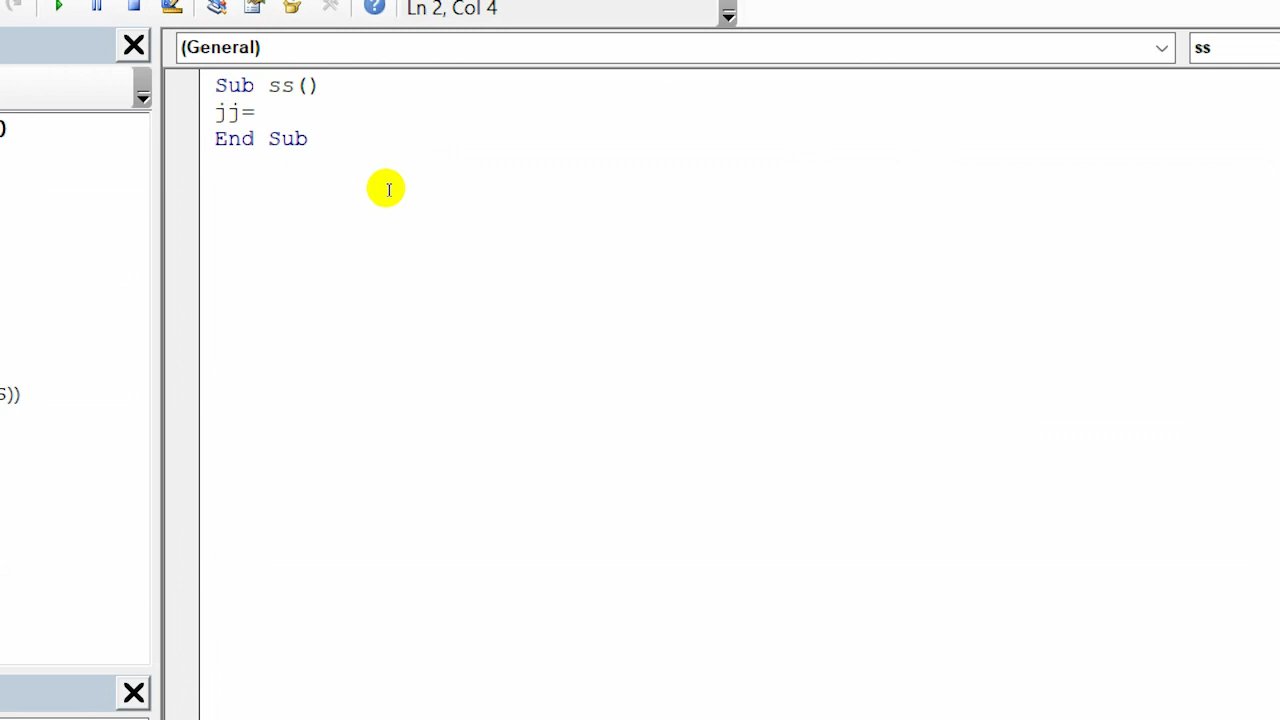 Ln 2, Col 4
(General)
ss
Sub ss()
jj=
End Sub
)
))